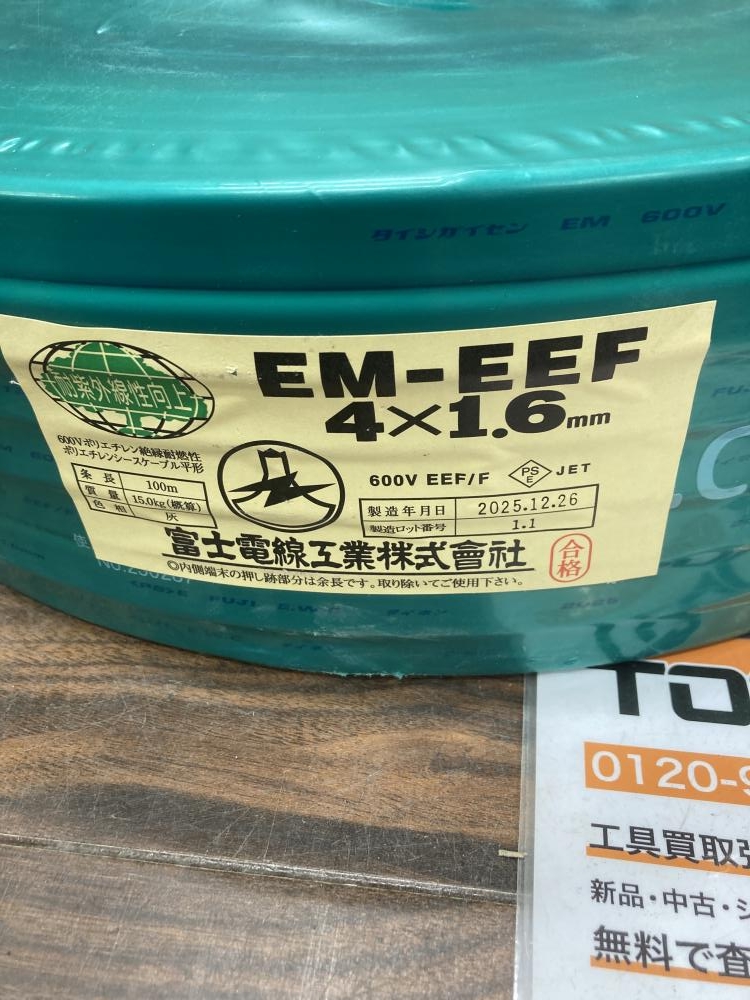 タイシガイセン EM 600V
耐紫外線性向上
EM-EEF
4×1.6mm
600Vポリエチレン絶縁耐燃性
ポリエチレンシースケーブル平形
条長 100m
質量 15.0kg(概算)
色相 灰
600V EEF/F PSE JET
製造年月日 2025.12.26
製造ロット番号 1.1
富士電線工業株式會社
合格
◎内側端末の押し跡部分は余長です。取り除いてご使用下さい。
2025
TO
0120-9
工具買取強
新品・中古・ジ
無料で査